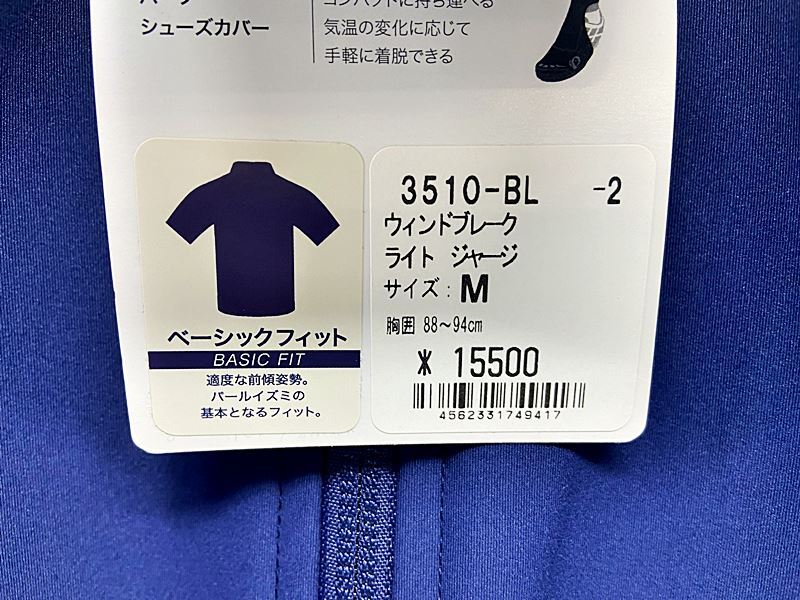 シューズカバー
コンパクトに持ち運べる
気温の変化に応じて
手軽に着脱できる
3510-BL -2
ウィンドブレーク
ライト ジャージ
サイズ: M
胸囲 88～94cm
¥ 15500
4562331749417
ベーシックフィット
BASIC FIT
適度な前傾姿勢。
パールイズミの
基本となるフィット。